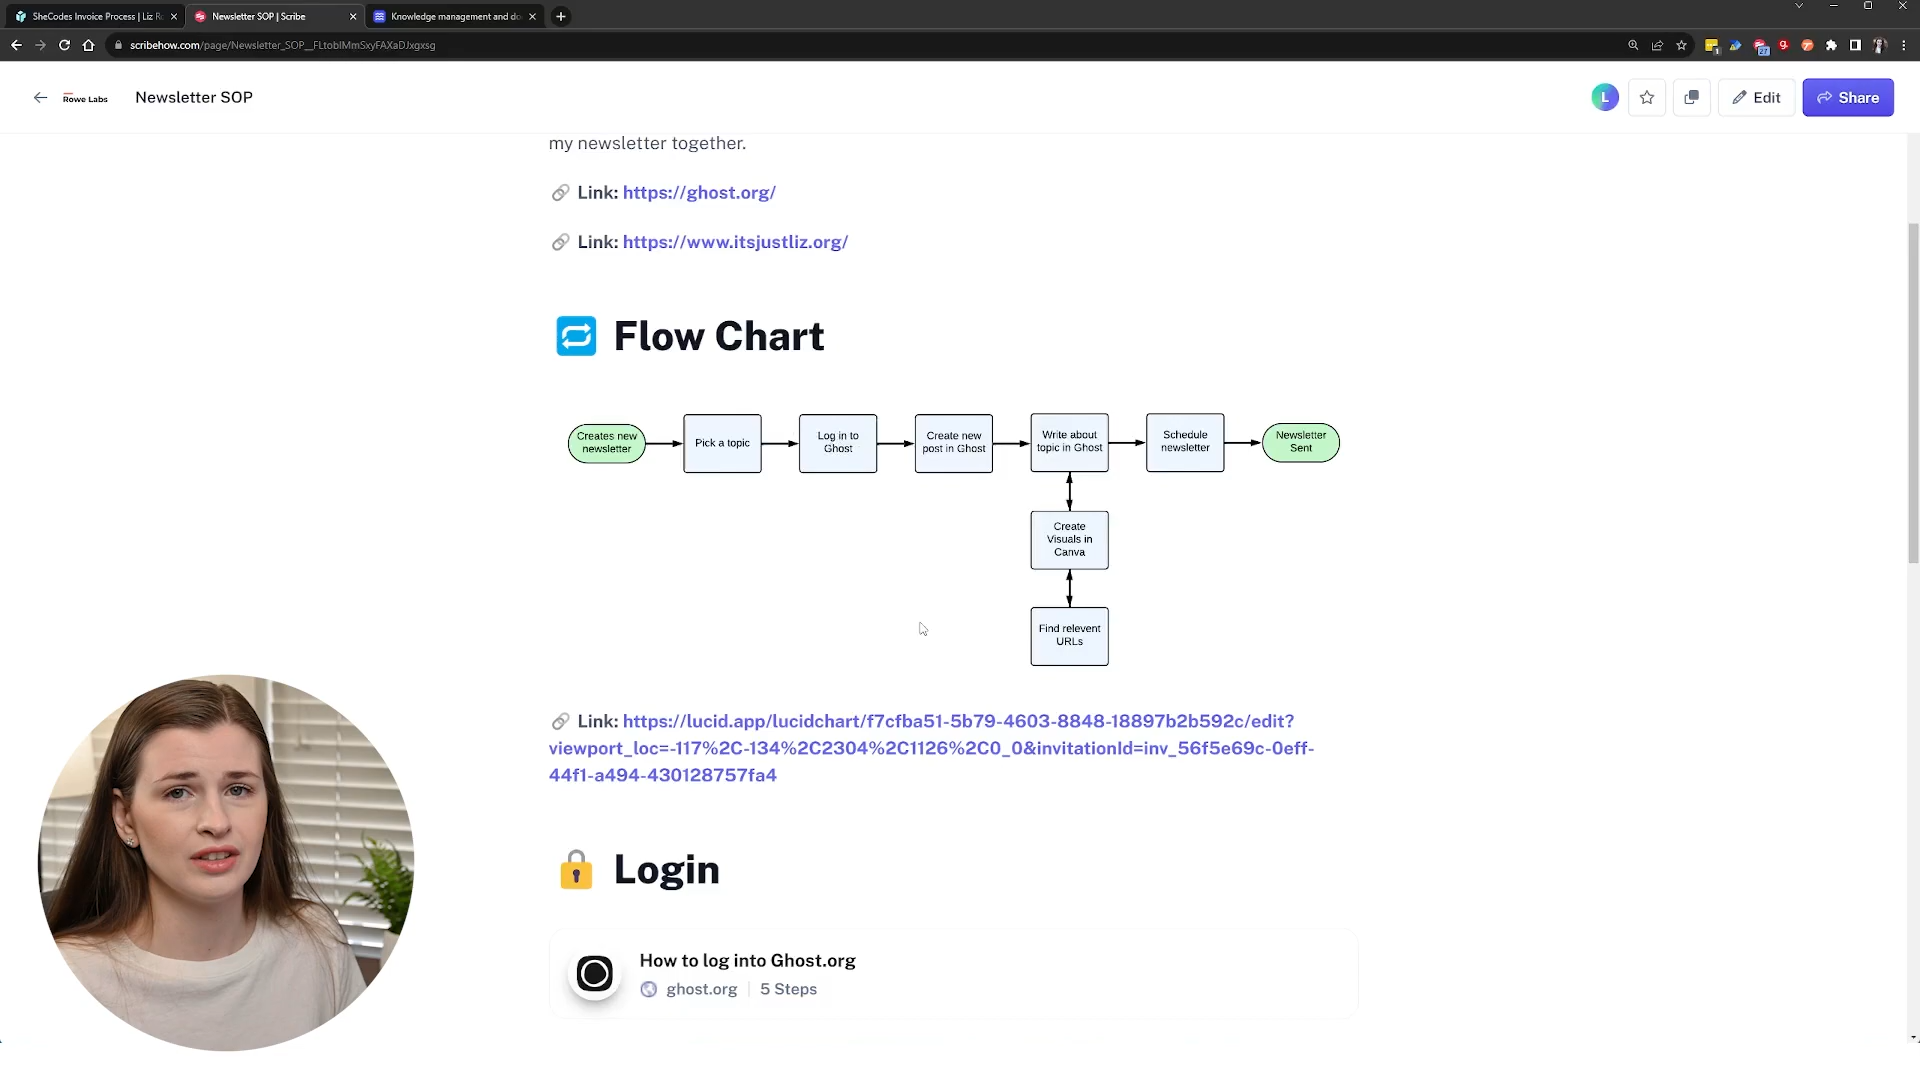 SheCodes Invoice Process | Liz Ro
Newsletter SOP | Scribe
Knowledge management and do
scribehow.com/page/Newsletter_SOP__FLtoblMmSxyFAXaDJxgxsg
Rowe Labs
Newsletter SOP
L
Edit
Share
my newsletter together.
Link: https://ghost.org/
Link: https://www.itsjustliz.org/
Flow Chart
Creates new
newsletter
Pick a topic
Log in to
Ghost
Create new
post in Ghost
Write about
topic in Ghost
Schedule
newsletter
Newsletter
Sent
Create
Visuals in
Canva
Find relevent
URLs
Link: https://lucid.app/lucidchart/f7cfba51-5b79-4603-8848-18897b2b592c/edit?
viewport_loc=-117%2C-134%2C2304%2C1126%2C0_0&invitationId=inv_56f5e69c-0eff-
44f1-a494-430128757fa4
Login
How to log into Ghost.org
ghost.org | 5 Steps